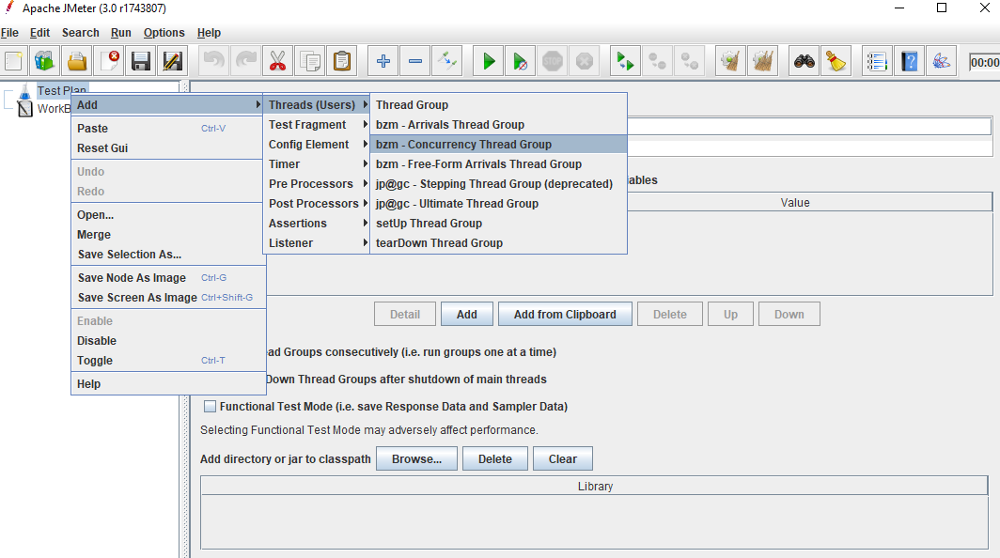 Apache JMeter (3.0 r1743807)
File Edit Search Run Options Help
STOP
00:00
Test Plan
WorkB
Add
Paste Ctrl-V
Reset Gui
Undo
Redo
Open...
Merge
Save Selection As...
Save Node As Image Ctrl-G
Save Screen As Image Ctrl+Shift-G
Enable
Disable
Toggle Ctrl-T
Help
Threads (Users)
Test Fragment
Config Element
Timer
Pre Processors
Post Processors
Assertions
Listener
Thread Group
bzm - Arrivals Thread Group
bzm - Concurrency Thread Group
bzm - Free-Form Arrivals Thread Group
jp@gc - Stepping Thread Group (deprecated)
jp@gc - Ultimate Thread Group
setUp Thread Group
tearDown Thread Group
iables
Value
Detail Add Add from Clipboard Delete Up Down
ead Groups consecutively (i.e. run groups one at a time)
Down Thread Groups after shutdown of main threads
Functional Test Mode (i.e. save Response Data and Sampler Data)
Selecting Functional Test Mode may adversely affect performance.
Add directory or jar to classpath Browse... Delete Clear
Library